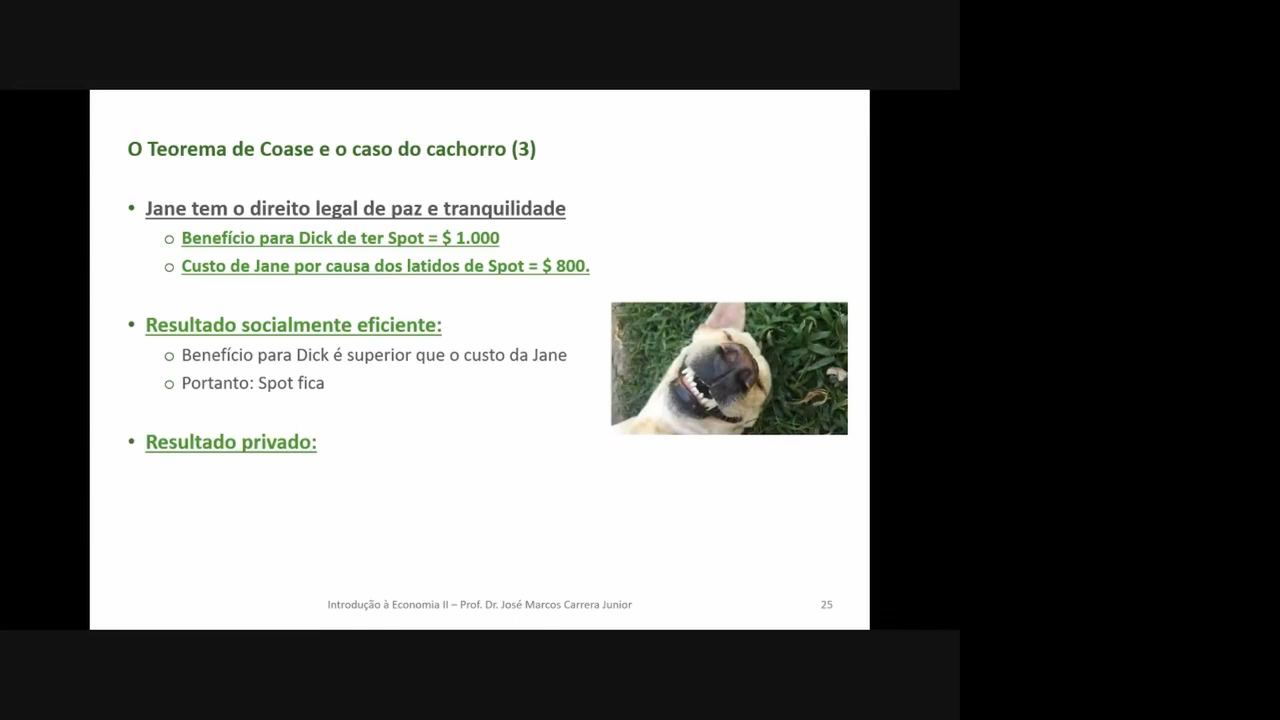 O Teorema de Coase e o caso do cachorro (3)
• Jane tem o direito legal de paz e tranquilidade
o Benefício para Dick de ter Spot = $ 1.000
o Custo de Jane por causa dos latidos de Spot = $ 800.
• Resultado socialmente eficiente:
o Benefício para Dick é superior que o custo da Jane
o Portanto: Spot fica
• Resultado privado:
Introdução à Economia II – Prof. Dr. José Marcos Carrera Junior
25